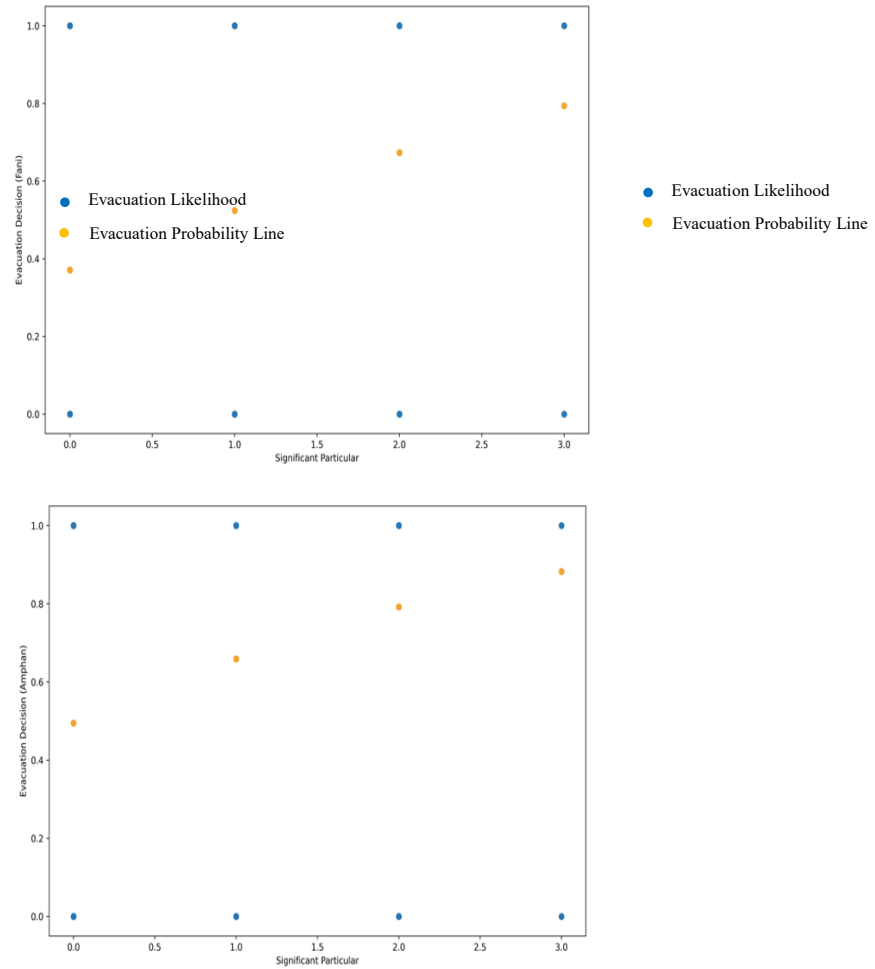 1.0
0.8
0.6
0.4
0.2
0.0
Evacuation Decision (Fani)
Evacuation Likelihood
Evacuation Probability Line
0.0 0.5 1.0 1.5 2.0 2.5 3.0
Significant Particular
Evacuation Likelihood
Evacuation Probability Line
1.0
0.8
0.6
0.4
0.2
0.0
Evacuation Decision (Amphan)
0.0 0.5 1.0 1.5 2.0 2.5 3.0
Significant Particular